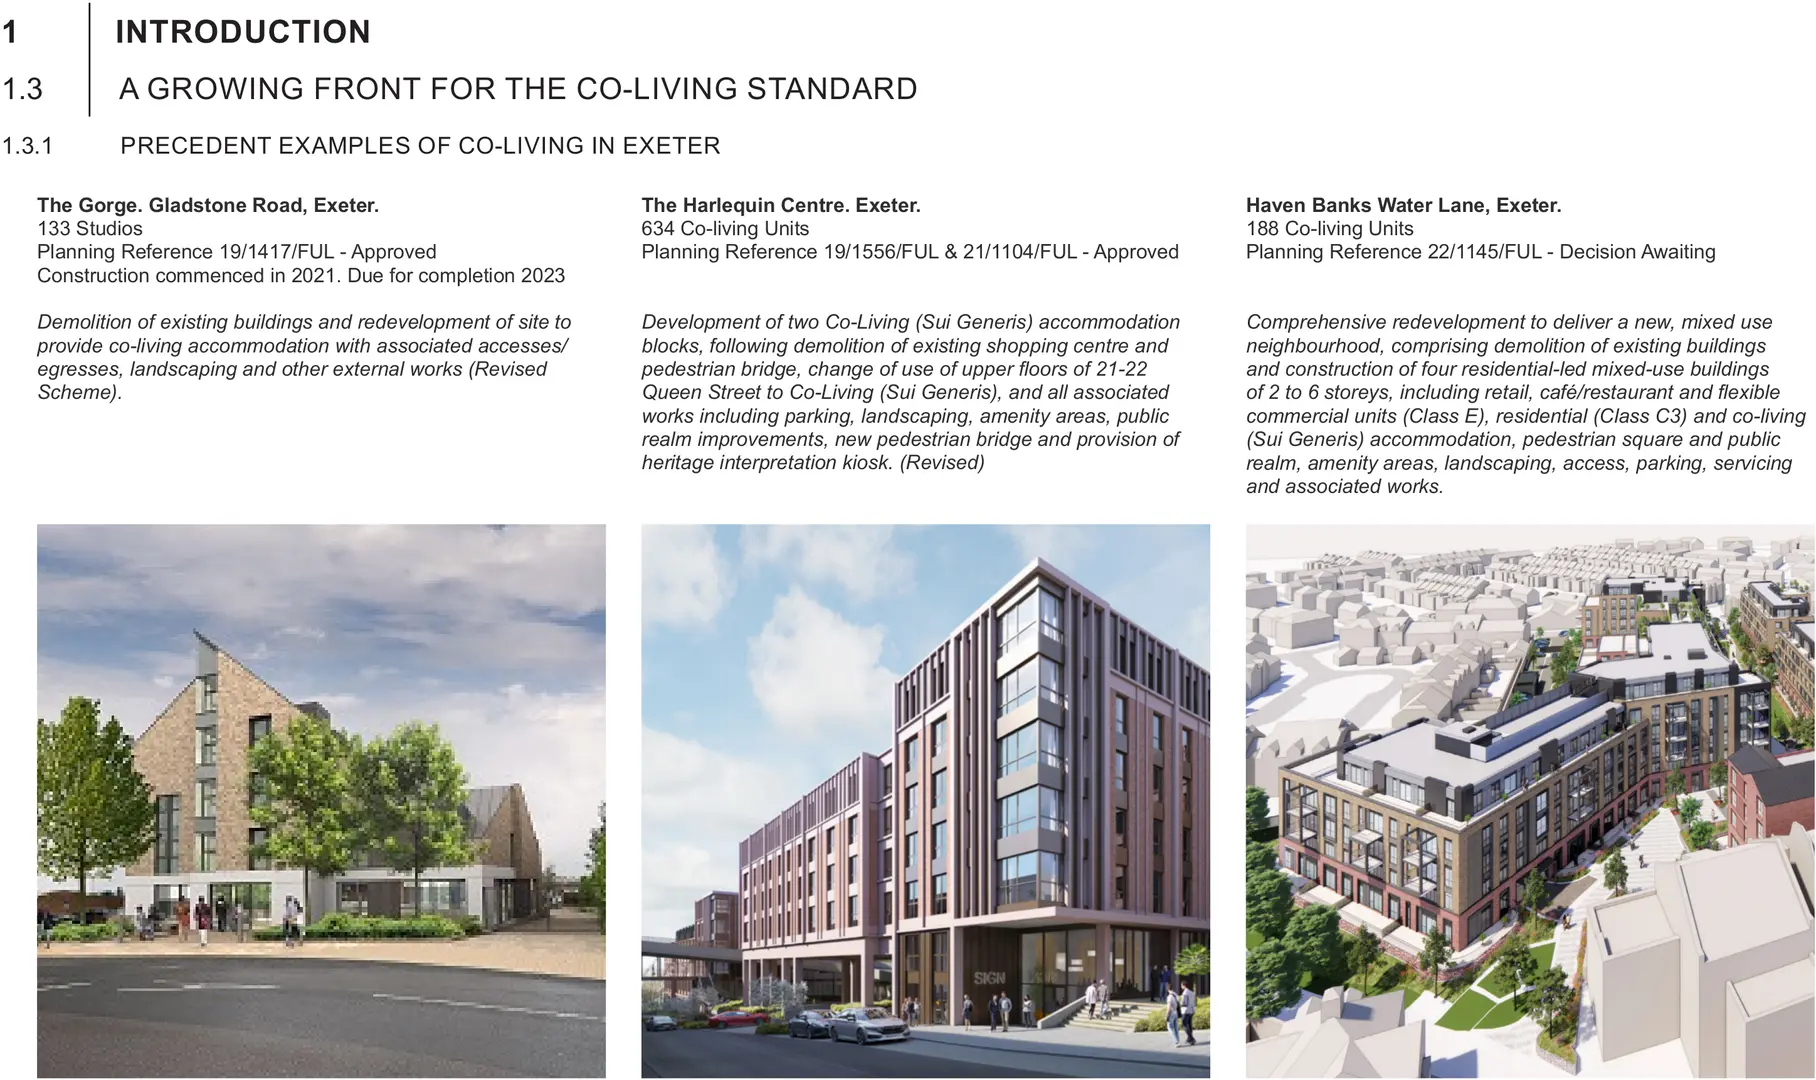 1 INTRODUCTION
1.3 A GROWING FRONT FOR THE CO-LIVING STANDARD
1.3.1 PRECEDENT EXAMPLES OF CO-LIVING IN EXETER
The Gorge. Gladstone Road, Exeter.
133 Studios
Planning Reference 19/1417/FUL - Approved
Construction commenced in 2021. Due for completion 2023
Demolition of existing buildings and redevelopment of site to
provide co-living accommodation with associated accesses/
egresses, landscaping and other external works (Revised
Scheme).
The Harlequin Centre. Exeter.
634 Co-living Units
Planning Reference 19/1556/FUL & 21/1104/FUL - Approved
Development of two Co-Living (Sui Generis) accommodation
blocks, following demolition of existing shopping centre and
pedestrian bridge, change of use of upper floors of 21-22
Queen Street to Co-Living (Sui Generis), and all associated
works including parking, landscaping, amenity areas, public
realm improvements, new pedestrian bridge and provision of
heritage interpretation kiosk. (Revised)
Haven Banks Water Lane, Exeter.
188 Co-living Units
Planning Reference 22/1145/FUL - Decision Awaiting
Comprehensive redevelopment to deliver a new, mixed use
neighbourhood, comprising demolition of existing buildings
and construction of four residential-led mixed-use buildings
of 2 to 6 storeys, including retail, café/restaurant and flexible
commercial units (Class E), residential (Class C3) and co-living
(Sui Generis) accommodation, pedestrian square and public
realm, amenity areas, landscaping, access, parking, servicing
and associated works.
SIGN